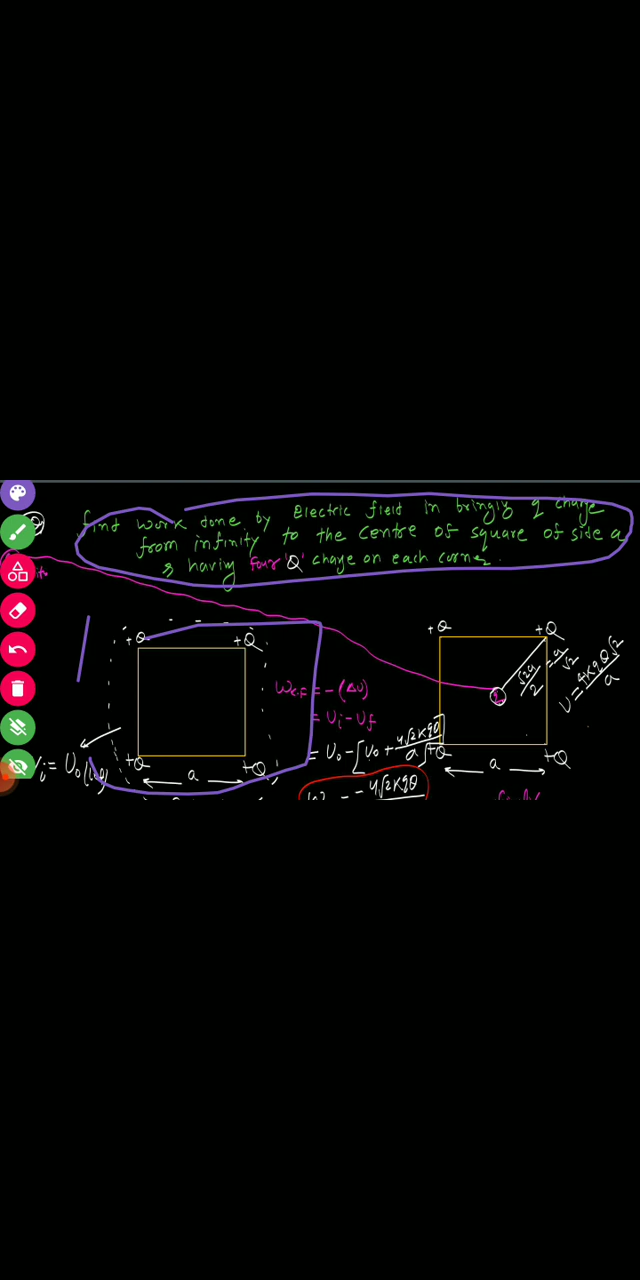 find work done by Electric field in bringing q charge
from infinity to the centre of square of side a
& having four 'Q' charge on each corner.
+Q +Q
+Q +Q
a
Ui = U0
WE.F = -(ΔU)
= Ui - Uf
= U0 - [U0 + 4√2KqQ/a]
- 4√2KqQ
+Q +Q
q
√2a/2 = a/√2
U = 4KqQ√2/a
+Q +Q
a